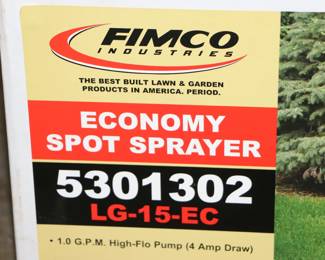 FIMCO
INDUSTRIES
THE BEST BUILT LAWN & GARDEN
PRODUCTS IN AMERICA. PERIOD.
ECONOMY
SPOT SPRAYER
5301302
LG-15-EC
• 1.0 G.P.M. High-Flo Pump (4 Amp Draw)